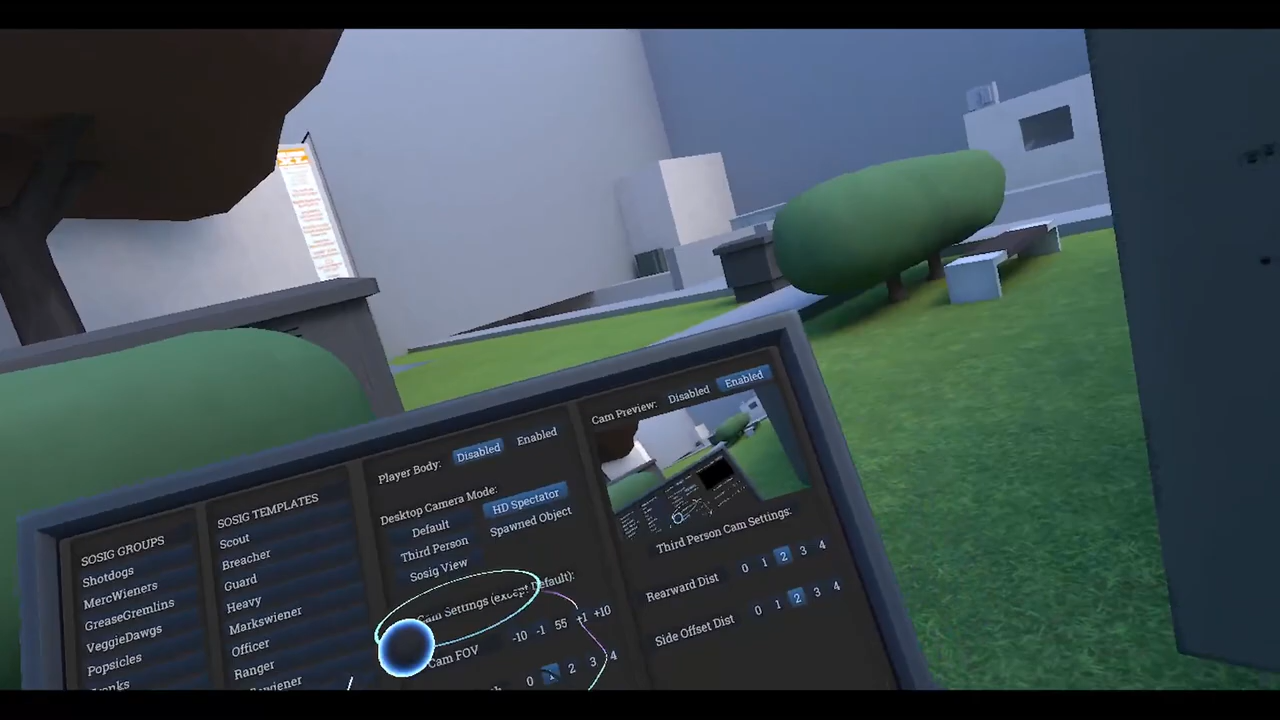 SOSIG GROUPS
Shotdogs
MercWieners
GreaseGremlins
VeggieDawgs
Popsicles
SOSIG TEMPLATES
Scout
Breacher
Guard
Heavy
Markswiener
Officer
Ranger
Player Body: Disabled Enabled
Desktop Camera Mode:
Default HD Spectator
Third Person Spawned Object
Sosig View
Cam Settings (except Default):
Cam FOV -10 -1 55 +1 +10
0 1 2 3 4
Cam Preview: Disabled Enabled
Third Person Cam Settings:
Rearward Dist 0 1 2 3 4
Side Offset Dist 0 1 2 3 4